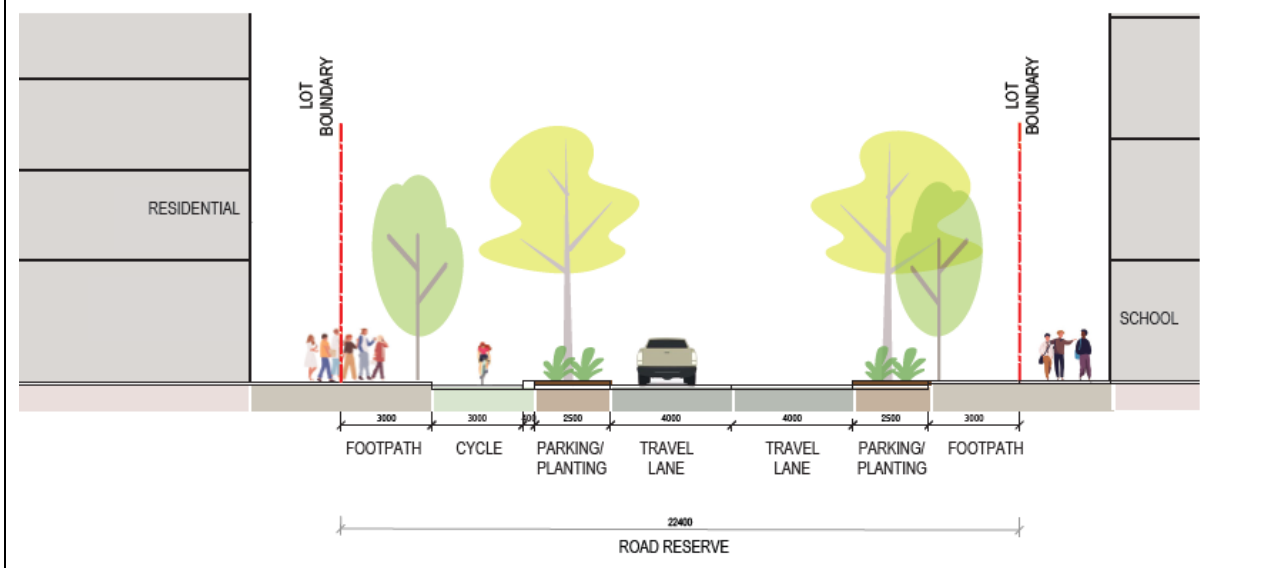 LOT
BOUNDARY
LOT
BOUNDARY
RESIDENTIAL
SCHOOL
3000
3000
400
2500
4000
4000
2500
3000
FOOTPATH
CYCLE
PARKING/
PLANTING
TRAVEL
LANE
TRAVEL
LANE
PARKING/
PLANTING
FOOTPATH
22400
ROAD RESERVE